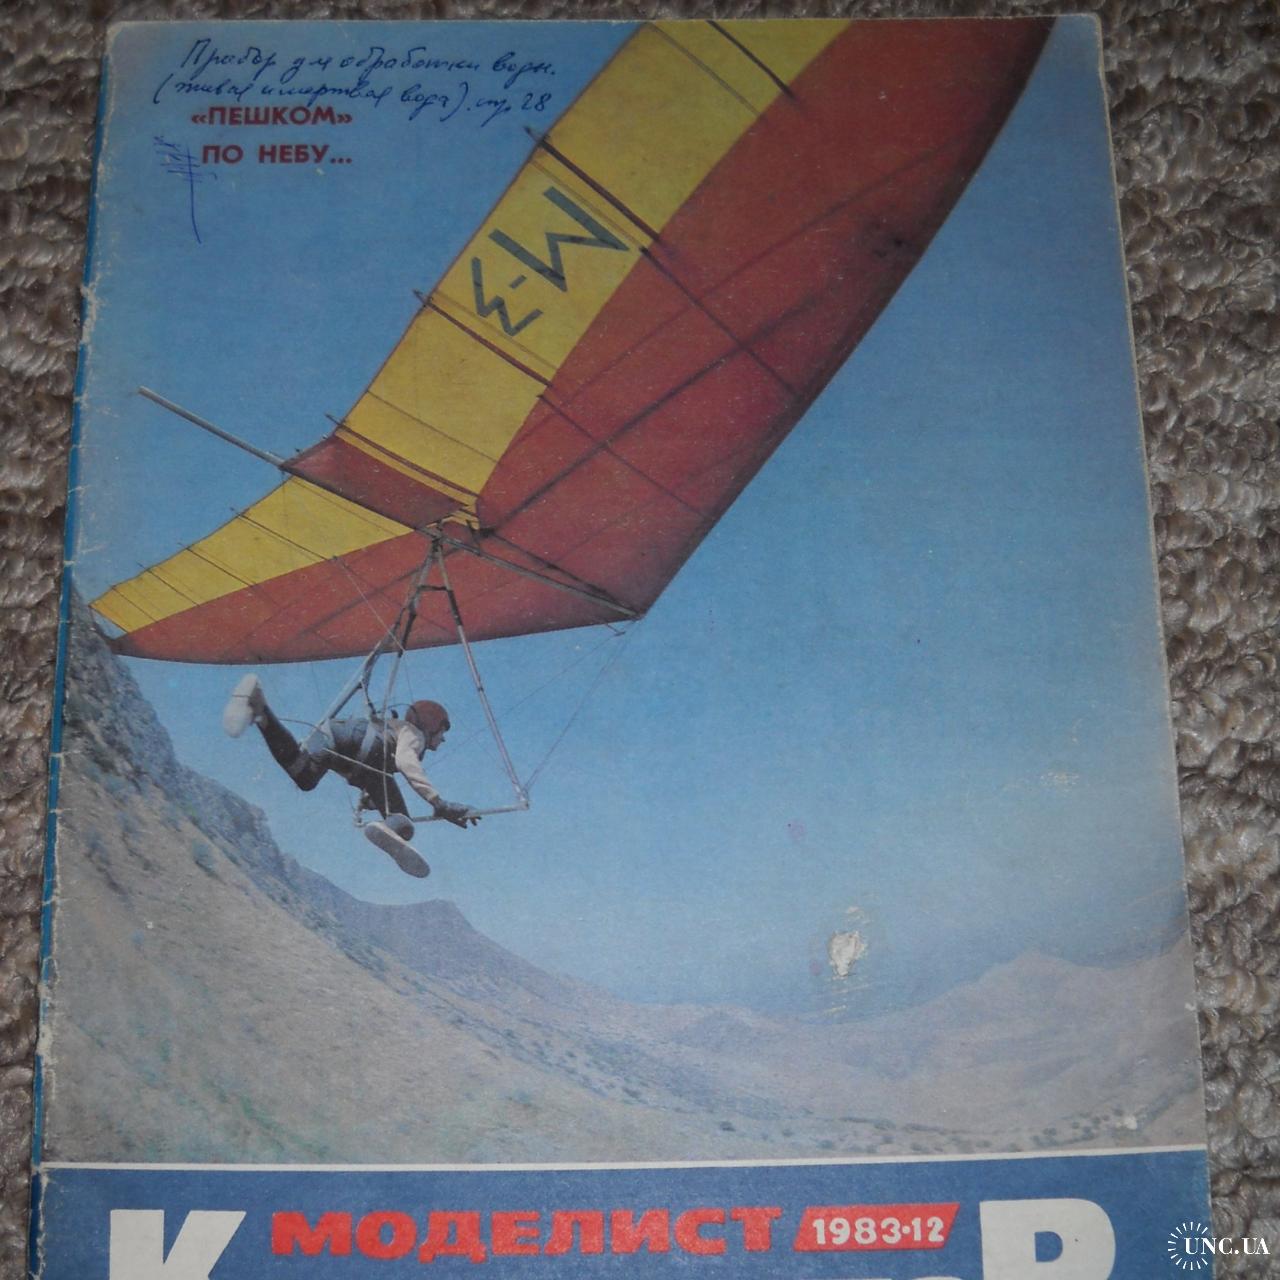 Прибор для обработки воды.
(живая и мертвая вода). стр 28
«ПЕШКОМ»
ПО НЕБУ...
М-3
МОДЕЛИСТ 1983•12
К Р
UNC.UA